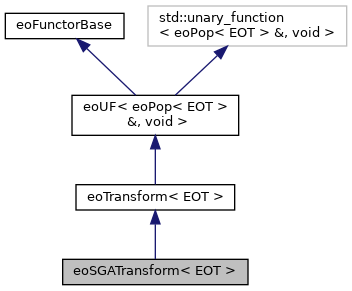 eoFunctorBase
std::unary_function
< eoPop< EOT > &, void >
eoUF< eoPop< EOT >
&, void >
eoTransform< EOT >
eoSGATransform< EOT >